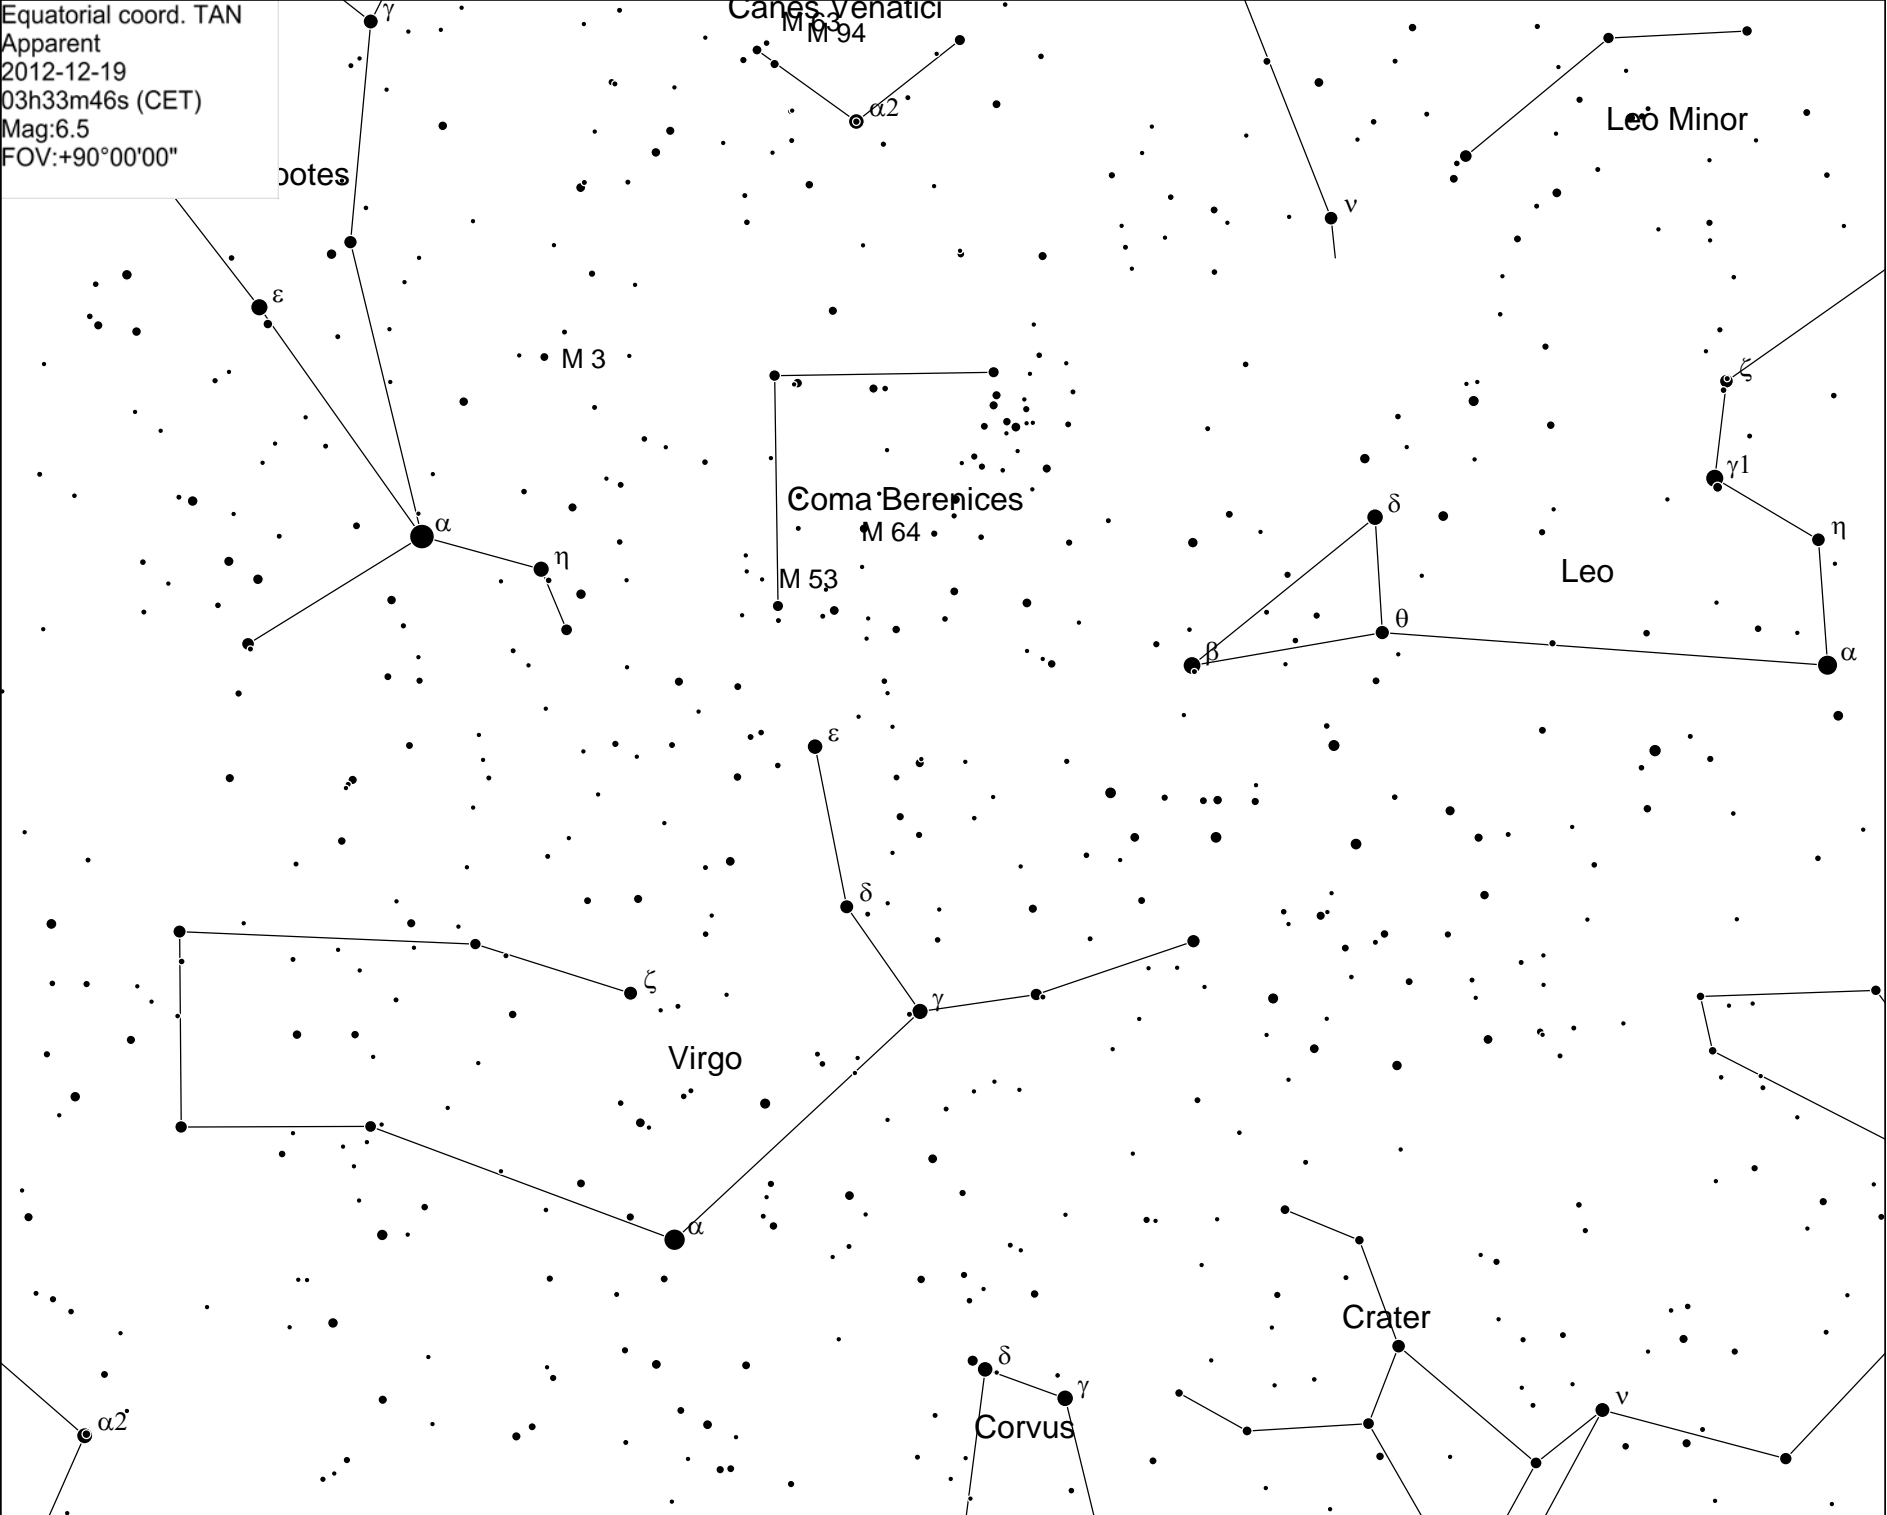 Equatorial coord. TAN
Apparent
2012-12-19
03h33m46s (CET)
Mag:6.5
FOV:+90°00'00"
γ
Canes Venatici
M 63
M 94
α2
Leo Minor
ootes
ν
ε
M 3
ζ
γ1
Coma Berenices
δ
M 64
α
η
η
Leo
M 53
θ
β
α
ε
δ
ζ
γ
Virgo
α
Crater
δ
γ
ν
Corvus
α2